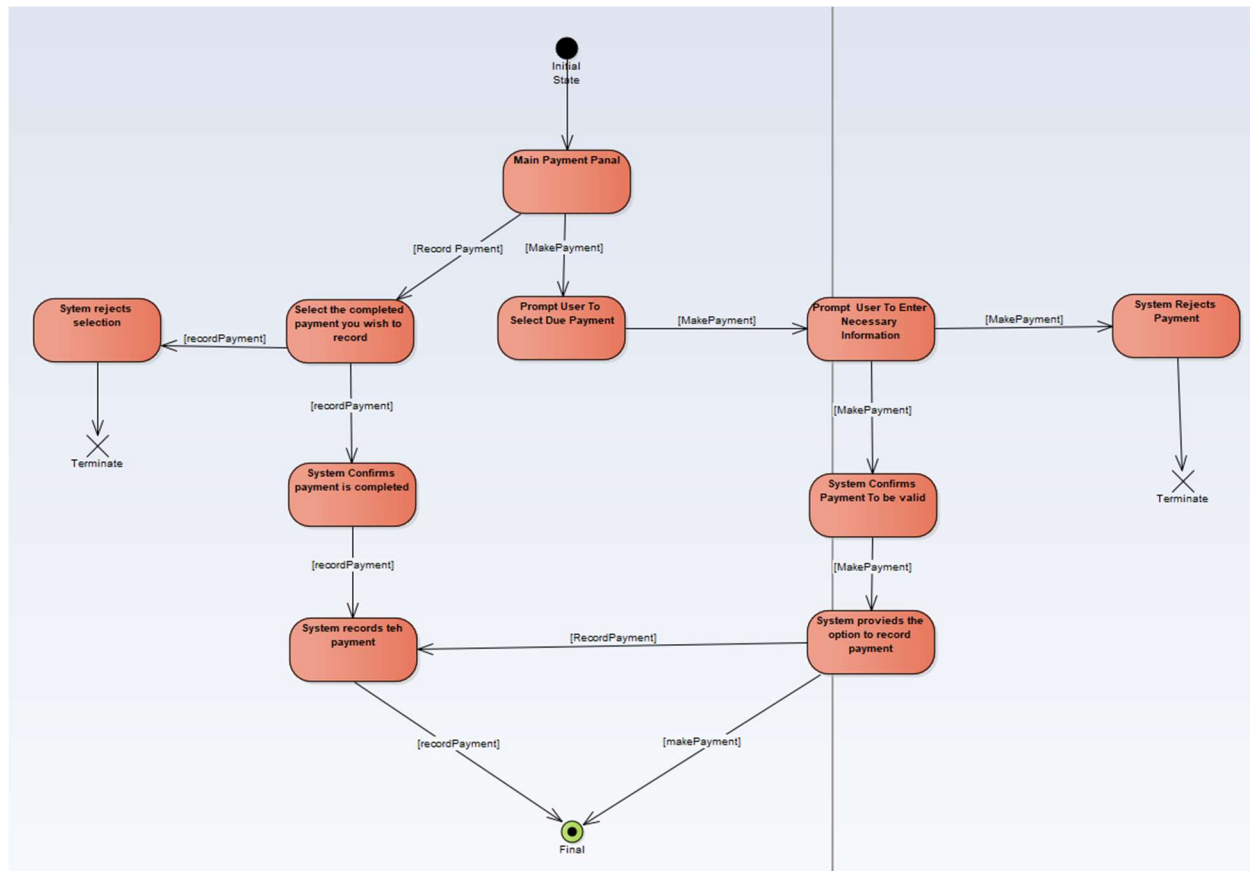 Initial
State
Main Payment Panal
[Record Payment]
[MakePayment]
Sytem rejects
selection
Select the completed
payment you wish to
record
Prompt User To
Select Due Payment
Prompt User To Enter
Necessary
Information
System Rejects
Payment
[recordPayment]
[MakePayment]
[MakePayment]
[recordPayment]
[MakePayment]
Terminate
Terminate
System Confirms
payment is completed
System Confirms
Payment To be valid
[recordPayment]
[MakePayment]
System records teh
payment
System provieds the
option to record
payment
[RecordPayment]
[recordPayment]
[makePayment]
Final